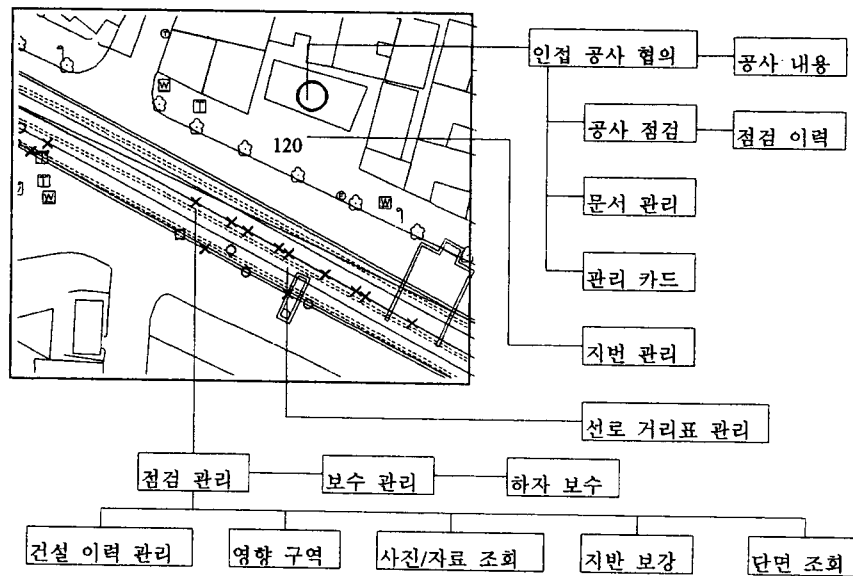 인접 공사 협의
공사 내용
공사 점검
점검 이력
120
문서 관리
관리 카드
지번 관리
선로 거리표 관리
점검 관리
보수 관리
하자 보수
건설 이력 관리
영향 구역
사진/자료 조회
지반 보강
단면 조회
W
T
W
T
W